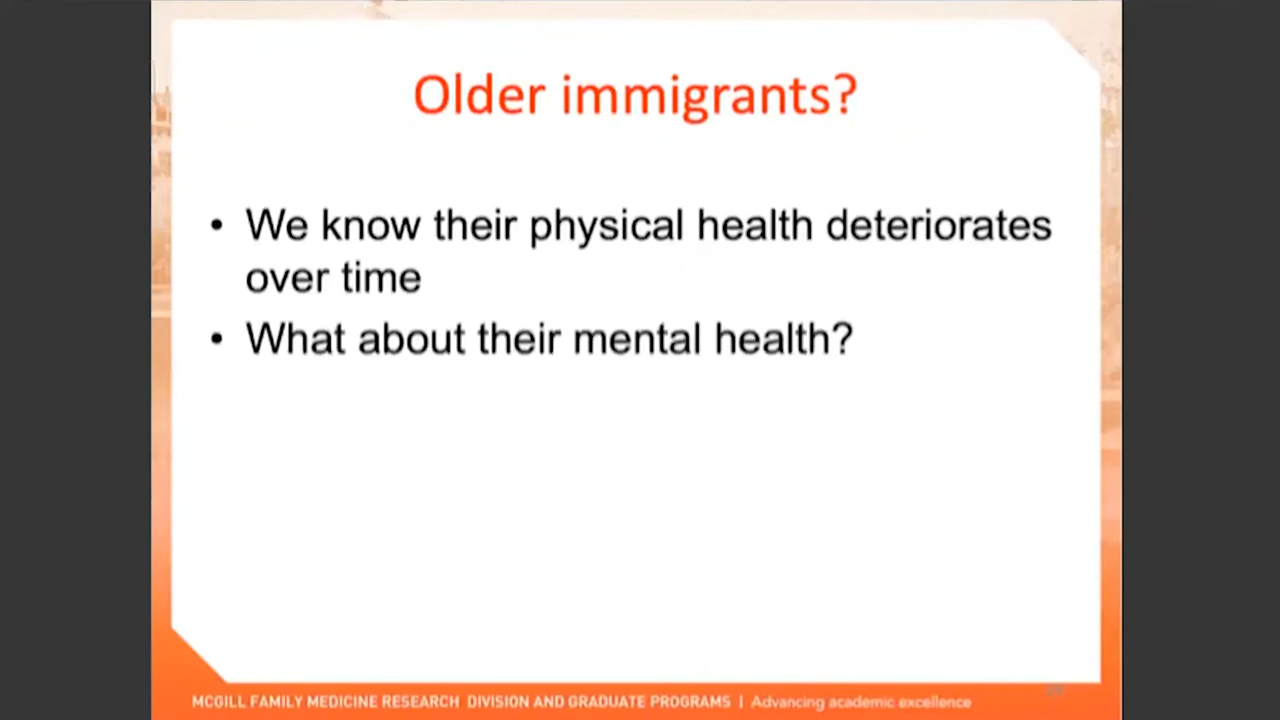 Older immigrants?
• We know their physical health deteriorates
over time
• What about their mental health?
MCGILL FAMILY MEDICINE RESEARCH DIVISION AND GRADUATE PROGRAMS | Advancing academic excellence